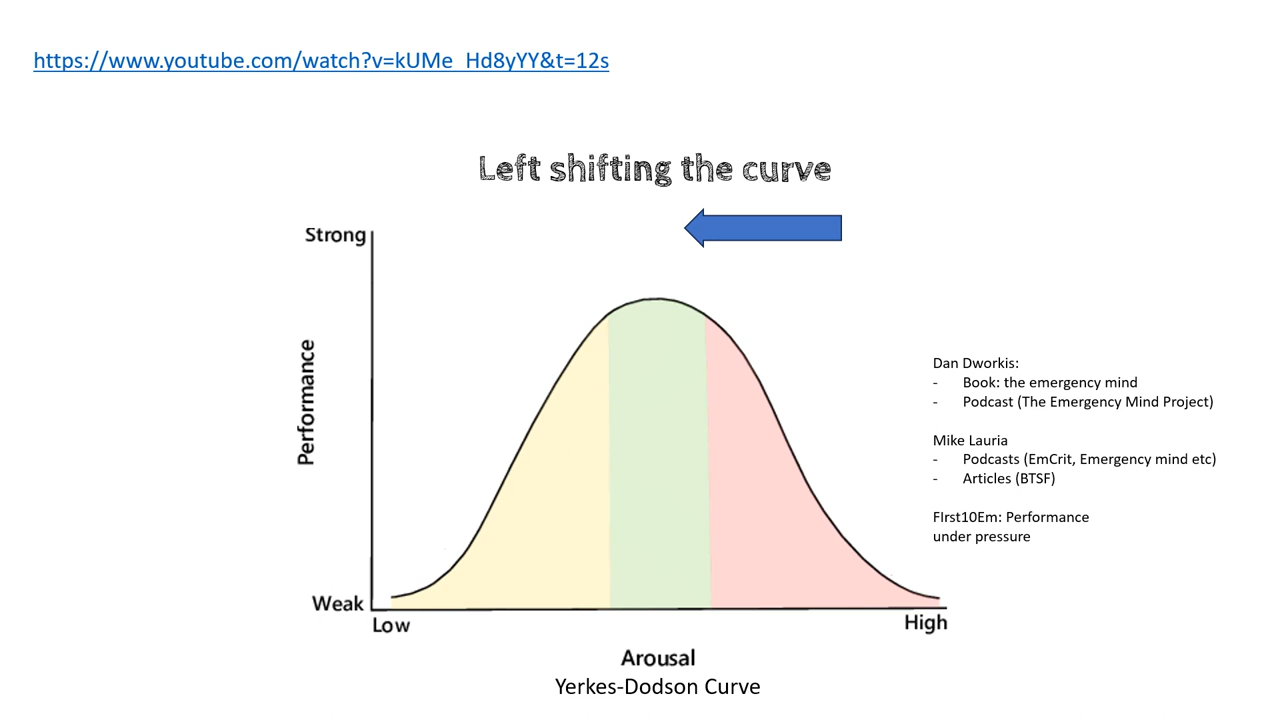 https://www.youtube.com/watch?v=kUMe_Hd8yYY&t=12s
Left shifting the curve
Strong
Performance
Weak
Low
High
Arousal
Yerkes-Dodson Curve
Dan Dworkis:
- Book: the emergency mind
- Podcast (The Emergency Mind Project)
Mike Lauria
- Podcasts (EmCrit, Emergency mind etc)
- Articles (BTSF)
FIrst10Em: Performance
under pressure